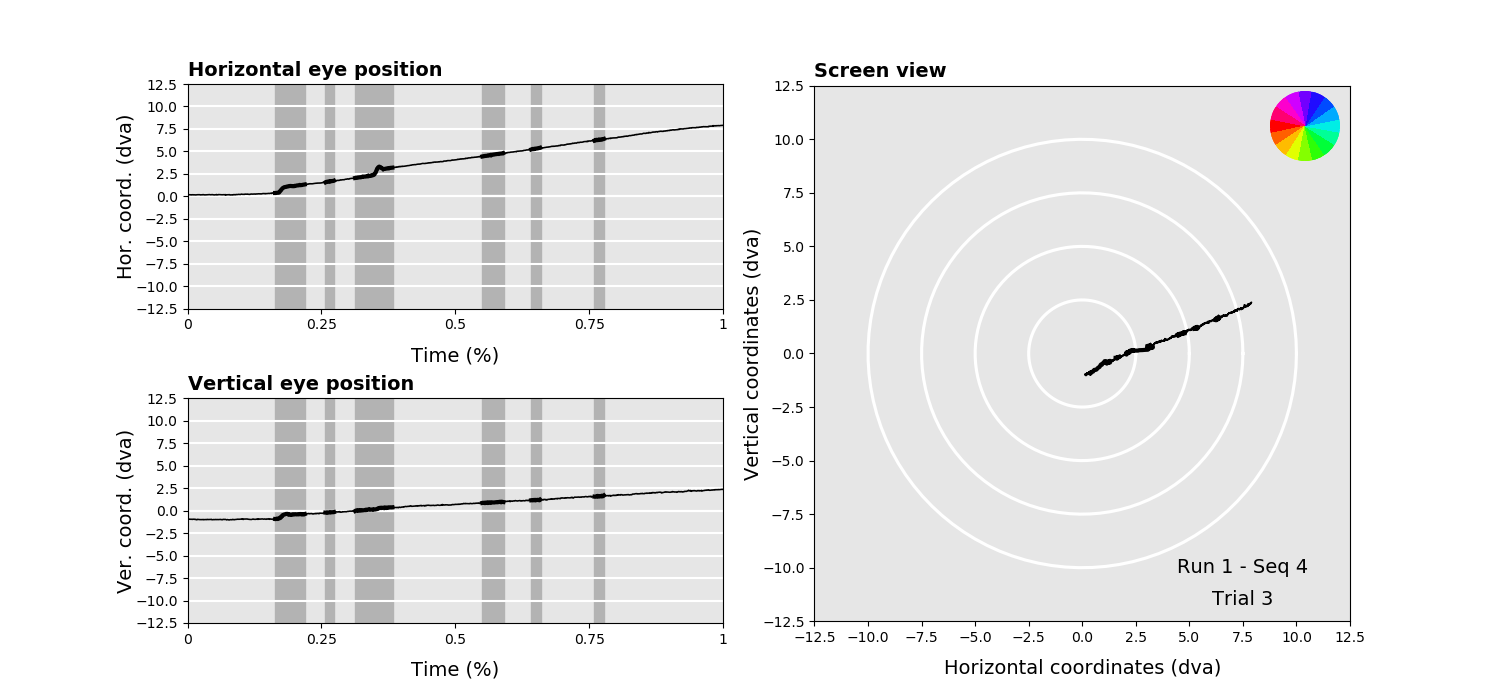 Horizontal eye position
Hor. coord. (dva)
12.5
10.0
7.5
5.0
2.5
0.0
−2.5
−5.0
−7.5
−10.0
−12.5
0 0.25 0.5 0.75 1
Time (%)
Vertical eye position
Ver. coord. (dva)
12.5
10.0
7.5
5.0
2.5
0.0
−2.5
−5.0
−7.5
−10.0
−12.5
0 0.25 0.5 0.75 1
Time (%)
Screen view
Vertical coordinates (dva)
12.5
10.0
7.5
5.0
2.5
0.0
−2.5
−5.0
−7.5
−10.0
−12.5
Run 1 - Seq 4
Trial 3
−12.5 −10.0 −7.5 −5.0 −2.5 0.0 2.5 5.0 7.5 10.0 12.5
Horizontal coordinates (dva)